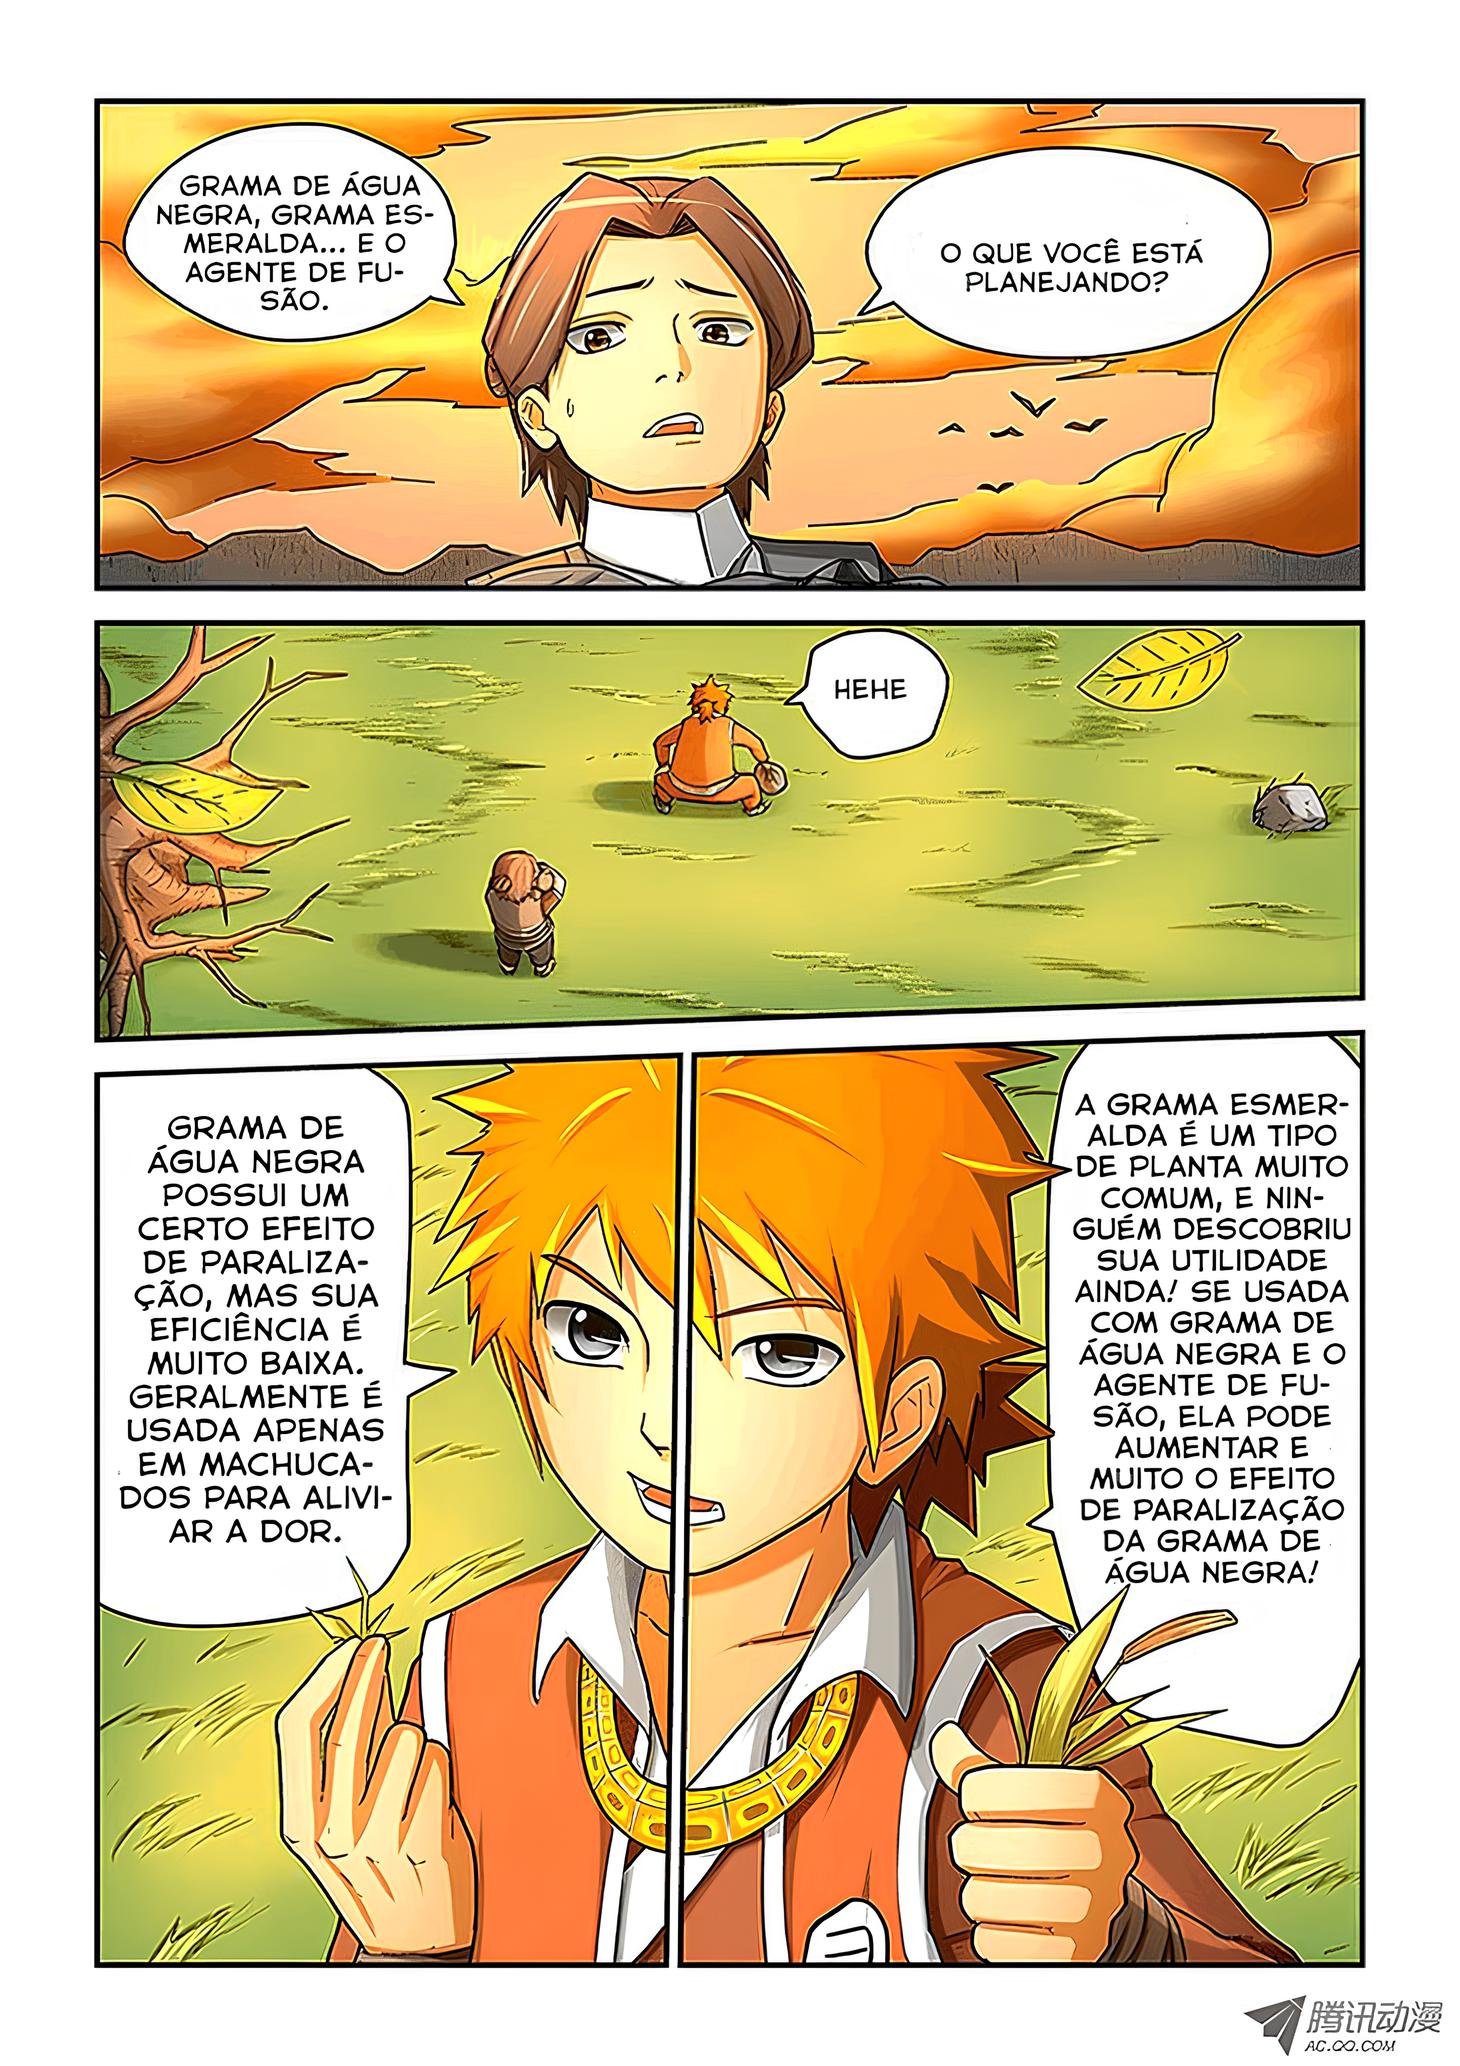 GRAMA DE ÁGUA
NEGRA, GRAMA ES-
MERALDA... E O
AGENTE DE FU-
SÃO.
O QUE VOCÊ ESTÁ
PLANEJANDO?
HEHE
GRAMA DE
ÁGUA NEGRA
POSSUI UM
CERTO EFEITO
DE PARALIZA-
ÇÃO, MAS SUA
EFICIÊNCIA É
MUITO BAIXA.
GERALMENTE É
USADA APENAS
EM MACHUCA-
DOS PARA ALIVI-
AR A DOR.
A GRAMA ESMER-
ALDA É UM TIPO
DE PLANTA MUITO
COMUM, E NIN-
GUÉM DESCOBRIU
SUA UTILIDADE
AINDA! SE USADA
COM GRAMA DE
ÁGUA NEGRA E O
AGENTE DE FU-
SÃO, ELA PODE
AUMENTAR E
MUITO O EFEITO
DE PARALIZAÇÃO
DA GRAMA DE
ÁGUA NEGRA!
腾讯动漫
AC.QQ.COM